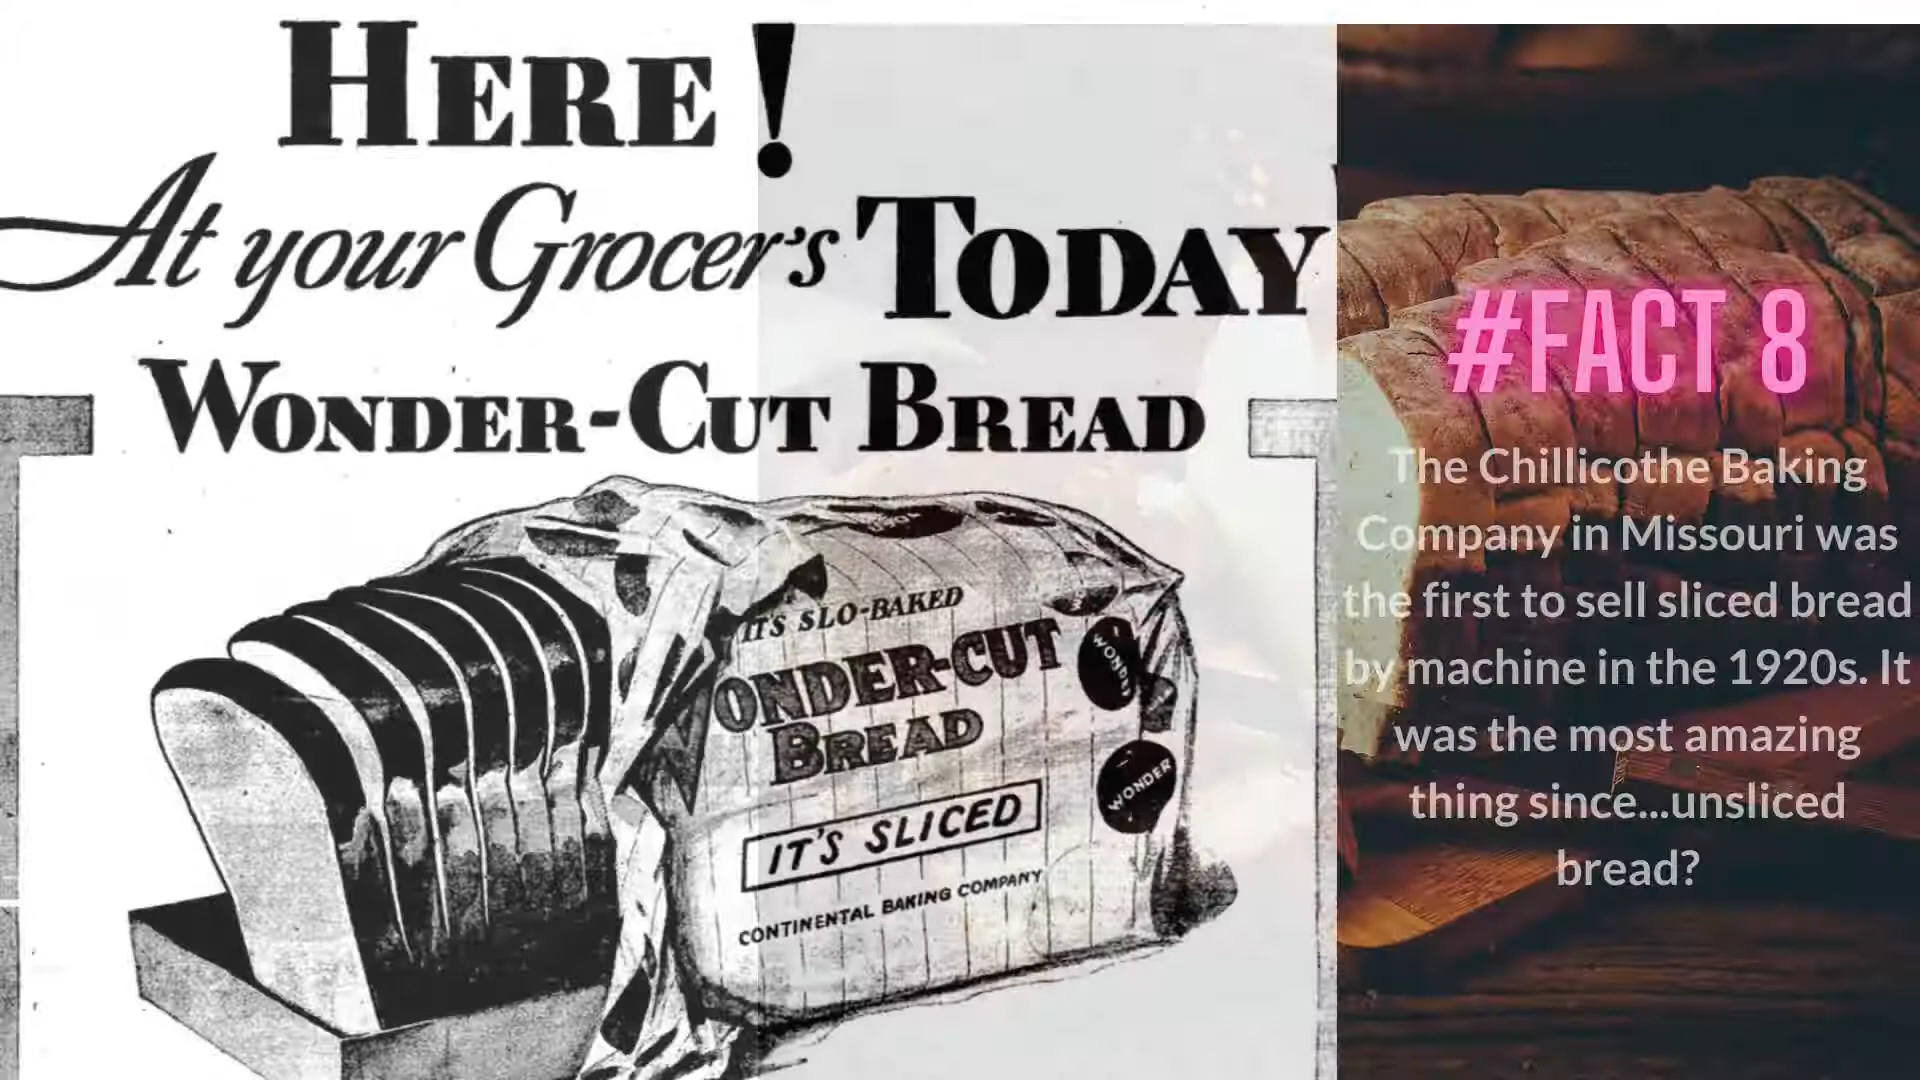 HERE!
At your Grocer's TODAY
WONDER-CUT BREAD
IT'S SLO-BAKED
WONDER-CUT
BREAD
WONDER
WONDER
IT'S SLICED
CONTINENTAL BAKING COMPANY
#FACT 8
The Chillicothe Baking
Company in Missouri was
the first to sell sliced bread
by machine in the 1920s. It
was the most amazing
thing since...unsliced
bread?